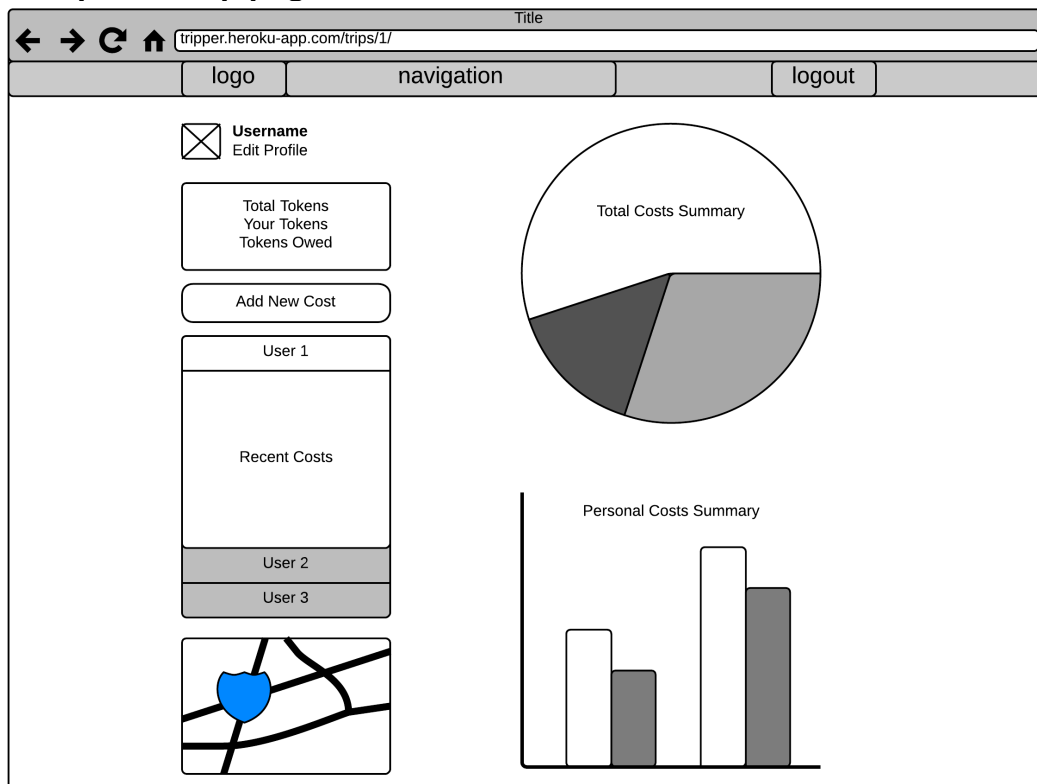 Title
tripper.heroku-app.com/trips/1/
logo
navigation
logout
Username
Edit Profile
Total Tokens
Your Tokens
Tokens Owed
Add New Cost
User 1
Recent Costs
User 2
User 3
Total Costs Summary
Personal Costs Summary